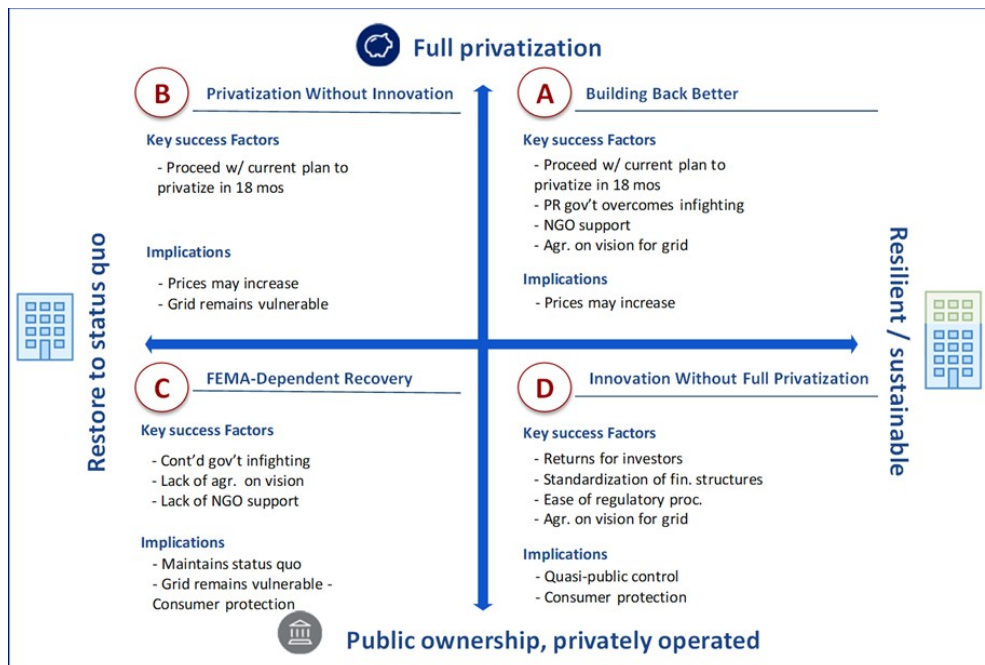 Full privatization
B
Privatization Without Innovation
Key success Factors
- Proceed w/ current plan to
privatize in 18 mos
Implications
- Prices may increase
- Grid remains vulnerable
A
Building Back Better
Key success Factors
- Proceed w/ current plan to
privatize in 18 mos
- PR gov't overcomes infighting
- NGO support
- Agr. on vision for grid
Implications
- Prices may increase
Restore to status quo
Resilient / sustainable
C
FEMA-Dependent Recovery
Key success Factors
- Cont'd gov't infighting
- Lack of agr. on vision
- Lack of NGO support
Implications
- Maintains status quo
- Grid remains vulnerable -
Consumer protection
D
Innovation Without Full Privatization
Key success Factors
- Returns for investors
- Standardization of fin. structures
- Ease of regulatory proc.
- Agr. on vision for grid
Implications
- Quasi-public control
- Consumer protection
Public ownership, privately operated